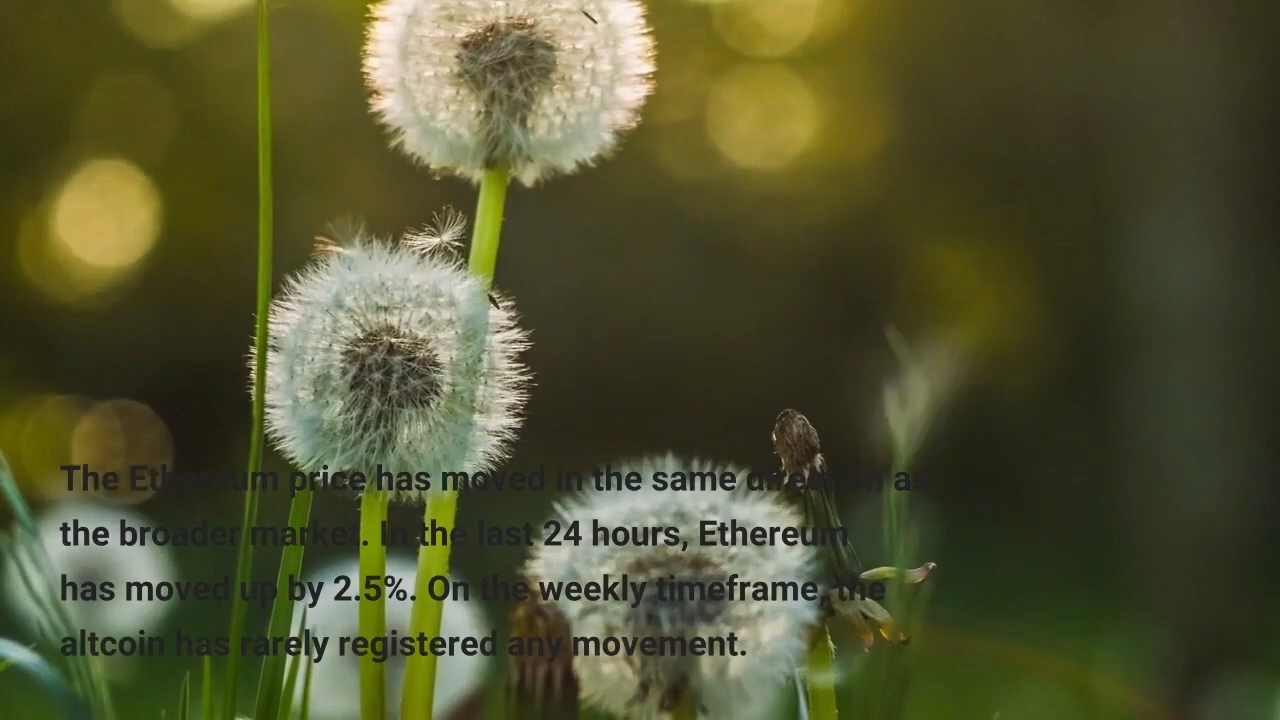 The Ethereum price has moved in the same direction as
the broader market. In the last 24 hours, Ethereum
has moved up by 2.5%. On the weekly timeframe, the
altcoin has rarely registered any movement.